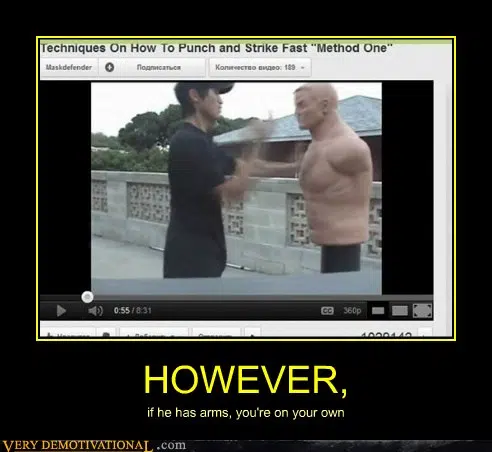 Techniques On How To Punch and Strike Fast "Method One"
Maskdefender Подписаться Количество видео: 189
0:55 / 8:31 CC 360p
HOWEVER,
if he has arms, you're on your own
VERY DEMOTIVATIONAL.com